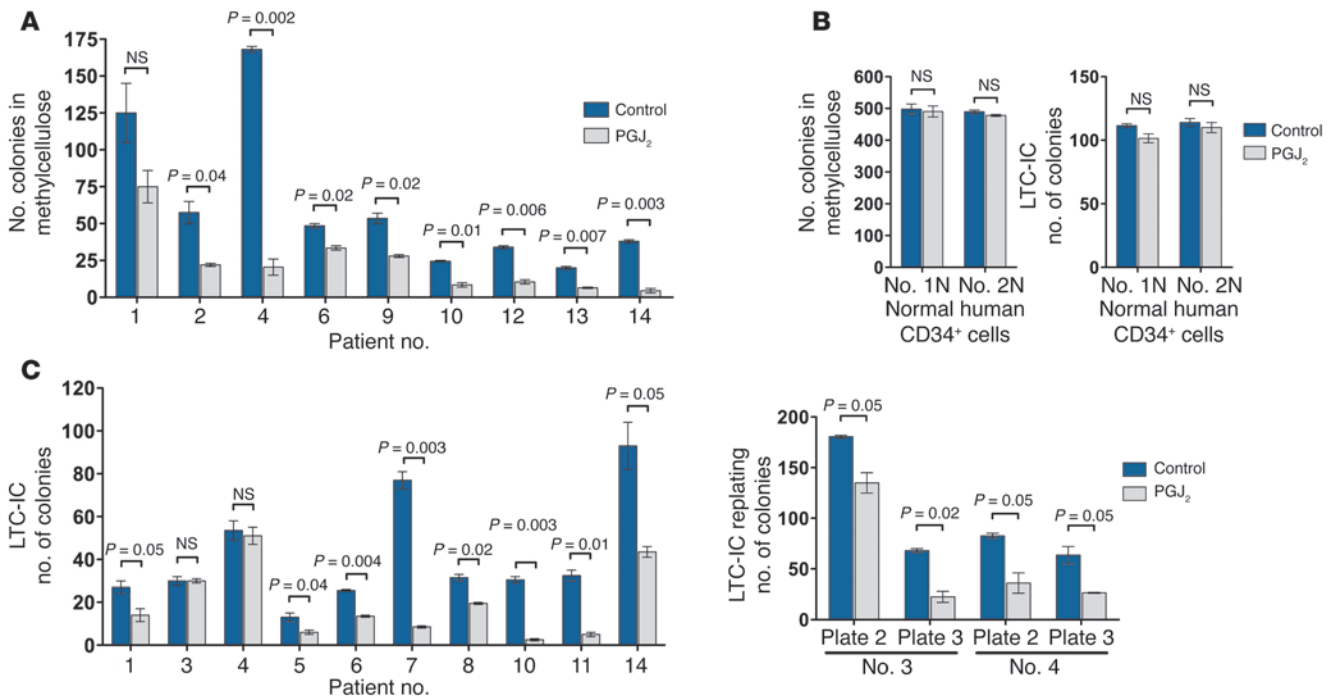 A
No. colonies in
methylcellulose
175
150
125
100
75
50
25
0
NS
P = 0.04
P = 0.002
P = 0.02
P = 0.02
P = 0.01
P = 0.006
P = 0.007
P = 0.003
Control
PGJ₂
1 2 4 6 9 10 12 13 14
Patient no.
B
No. colonies in
methylcellulose
600
500
400
300
200
100
0
NS
NS
No. 1N No. 2N
Normal human
CD34⁺ cells
LTC-IC
no. of colonies
150
100
50
0
NS
NS
No. 1N No. 2N
Normal human
CD34⁺ cells
Control
PGJ₂
C
LTC-IC
no. of colonies
120
100
80
60
40
20
0
P = 0.05
NS
NS
P = 0.04
P = 0.004
P = 0.003
P = 0.02
P = 0.003
P = 0.01
P = 0.05
1 3 4 5 6 7 8 10 11 14
Patient no.
LTC-IC replating
no. of colonies
200
150
100
50
0
P = 0.05
P = 0.02
P = 0.05
P = 0.05
Control
PGJ₂
Plate 2 Plate 3 Plate 2 Plate 3
No. 3 No. 4